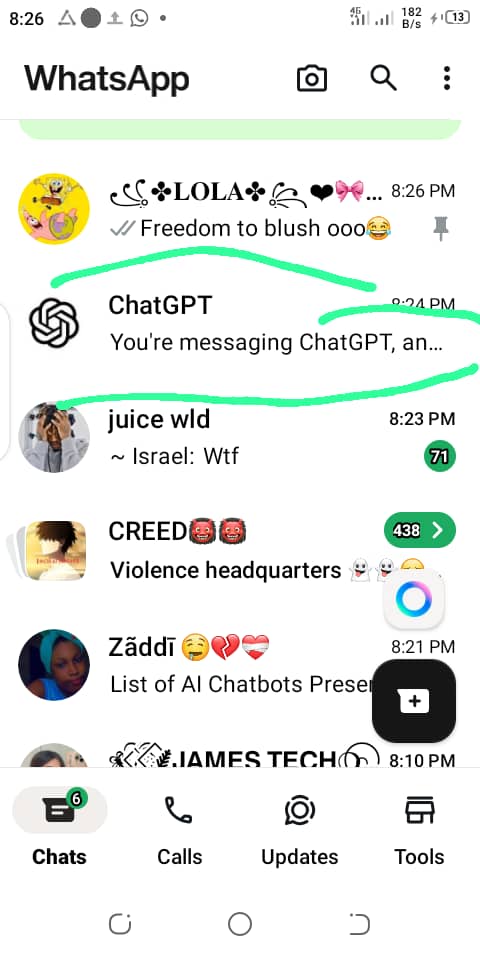 8:26
4G
182
B/s
13
WhatsApp
✤LOLA✤ ❤🎀... 8:26 PM
Freedom to blush ooo😂
ChatGPT 8:24 PM
You're messaging ChatGPT, an...
juice wld 8:23 PM
~ Israel: Wtf 71
CREED👹👹 438
Violence headquarters 👻👻
Zãddī 🤤💔❤️‍🩹 8:21 PM
List of AI Chatbots
JAMES TECH 8:10 PM
6
Chats Calls Updates Tools